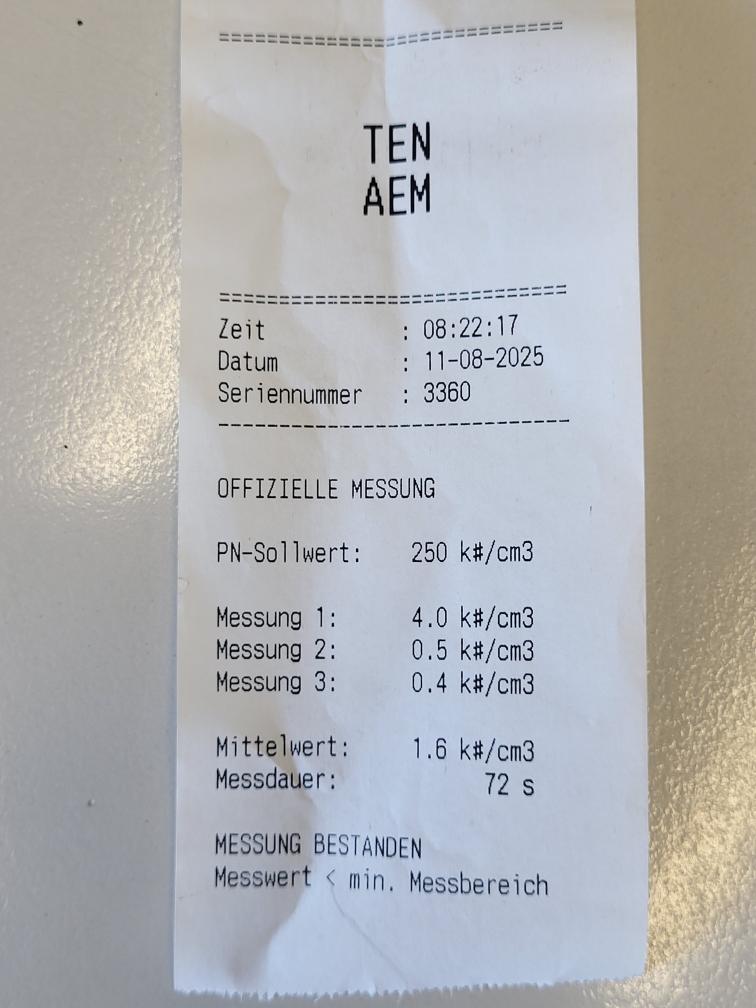 ==============================
TEN
AEM
==============================
Zeit : 08:22:17
Datum : 11-08-2025
Seriennummer : 3360
------------------------------
OFFIZIELLE MESSUNG
PN-Sollwert: 250 k#/cm3
Messung 1: 4.0 k#/cm3
Messung 2: 0.5 k#/cm3
Messung 3: 0.4 k#/cm3
Mittelwert: 1.6 k#/cm3
Messdauer: 72 s
MESSUNG BESTANDEN
Messwert < min. Messbereich